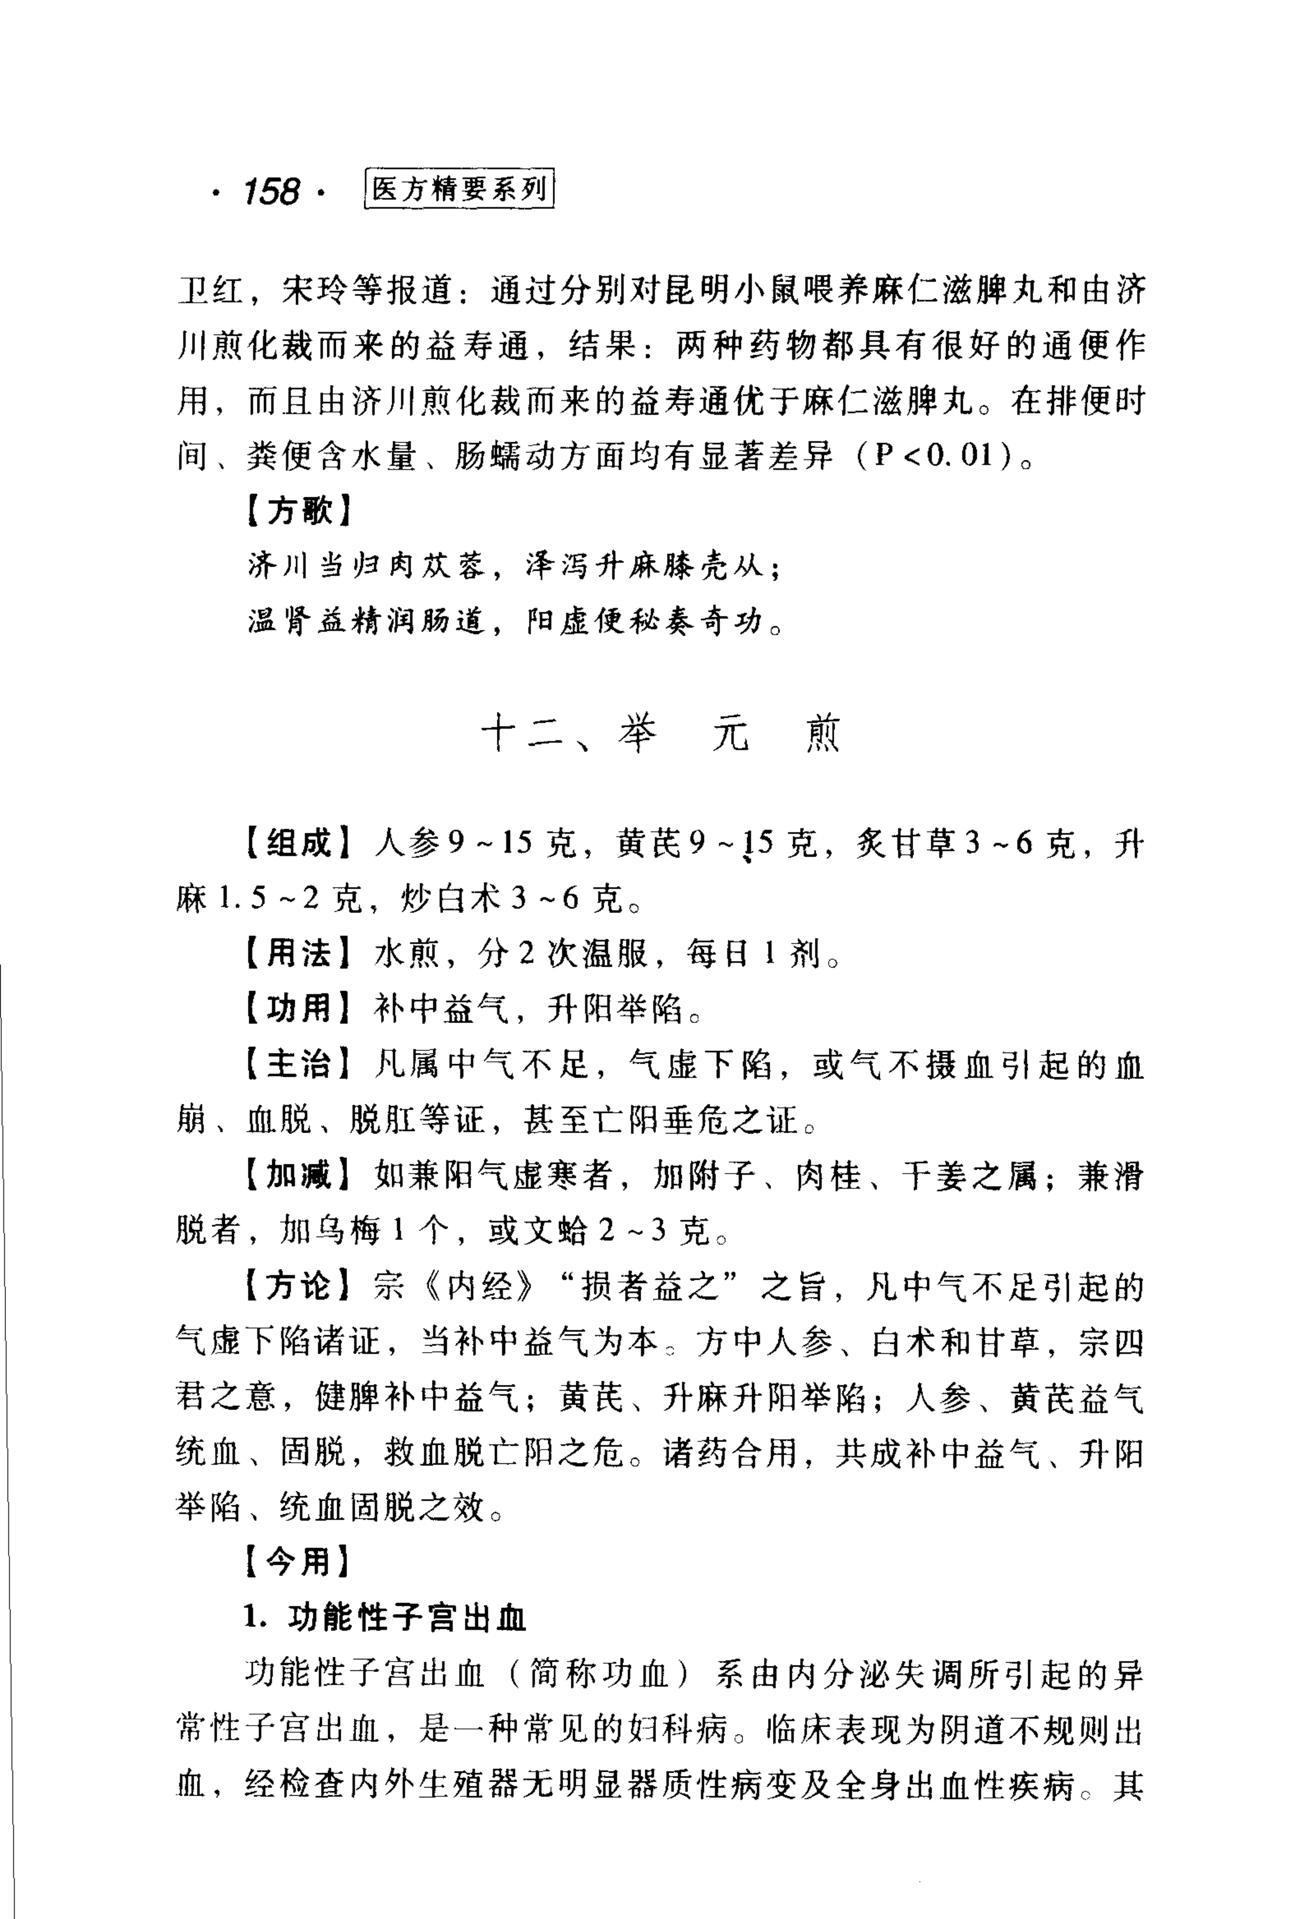 ·158· 医方精要系列
卫红，宋玲等报道：通过分别对昆明小鼠喂养麻仁滋脾丸和由济
川煎化裁而来的益寿通，结果：两种药物都具有很好的通便作
用，而且由济川煎化裁而来的益寿通优于麻仁滋脾丸。在排便时
间、粪便含水量、肠蠕动方面均有显著差异（P<0.01）。
【方歌】
济川当归肉苁蓉，泽泻升麻膝壳从；
温肾益精润肠道，阳虚便秘奏奇功。
十二、举元煎
【组成】人参9~15克，黄芪9~15克，炙甘草3~6克，升
麻1.5~2克，炒白术3~6克。
【用法】水煎，分2次温服，每日1剂。
【功用】补中益气，升阳举陷。
【主治】凡属中气不足，气虚下陷，或气不摄血引起的血
崩、血脱、脱肛等证，甚至亡阳垂危之证。
【加减】如兼阳气虚寒者，加附子、肉桂、干姜之属；兼滑
脱者，加乌梅1个，或文蛤2~3克。
【方论】宗《内经》“损者益之”之旨，凡中气不足引起的
气虚下陷诸证，当补中益气为本。方中人参、白术和甘草，宗四
君之意，健脾补中益气；黄芪、升麻升阳举陷；人参、黄芪益气
统血、固脱，救血脱亡阳之危。诸药合用，共成补中益气、升阳
举陷、统血固脱之效。
【今用】
1. 功能性子宫出血
功能性子宫出血（简称功血）系由内分泌失调所引起的异
常性子宫出血，是一种常见的妇科病。临床表现为阴道不规则出
血，经检查内外生殖器无明显器质性病变及全身出血性疾病。其